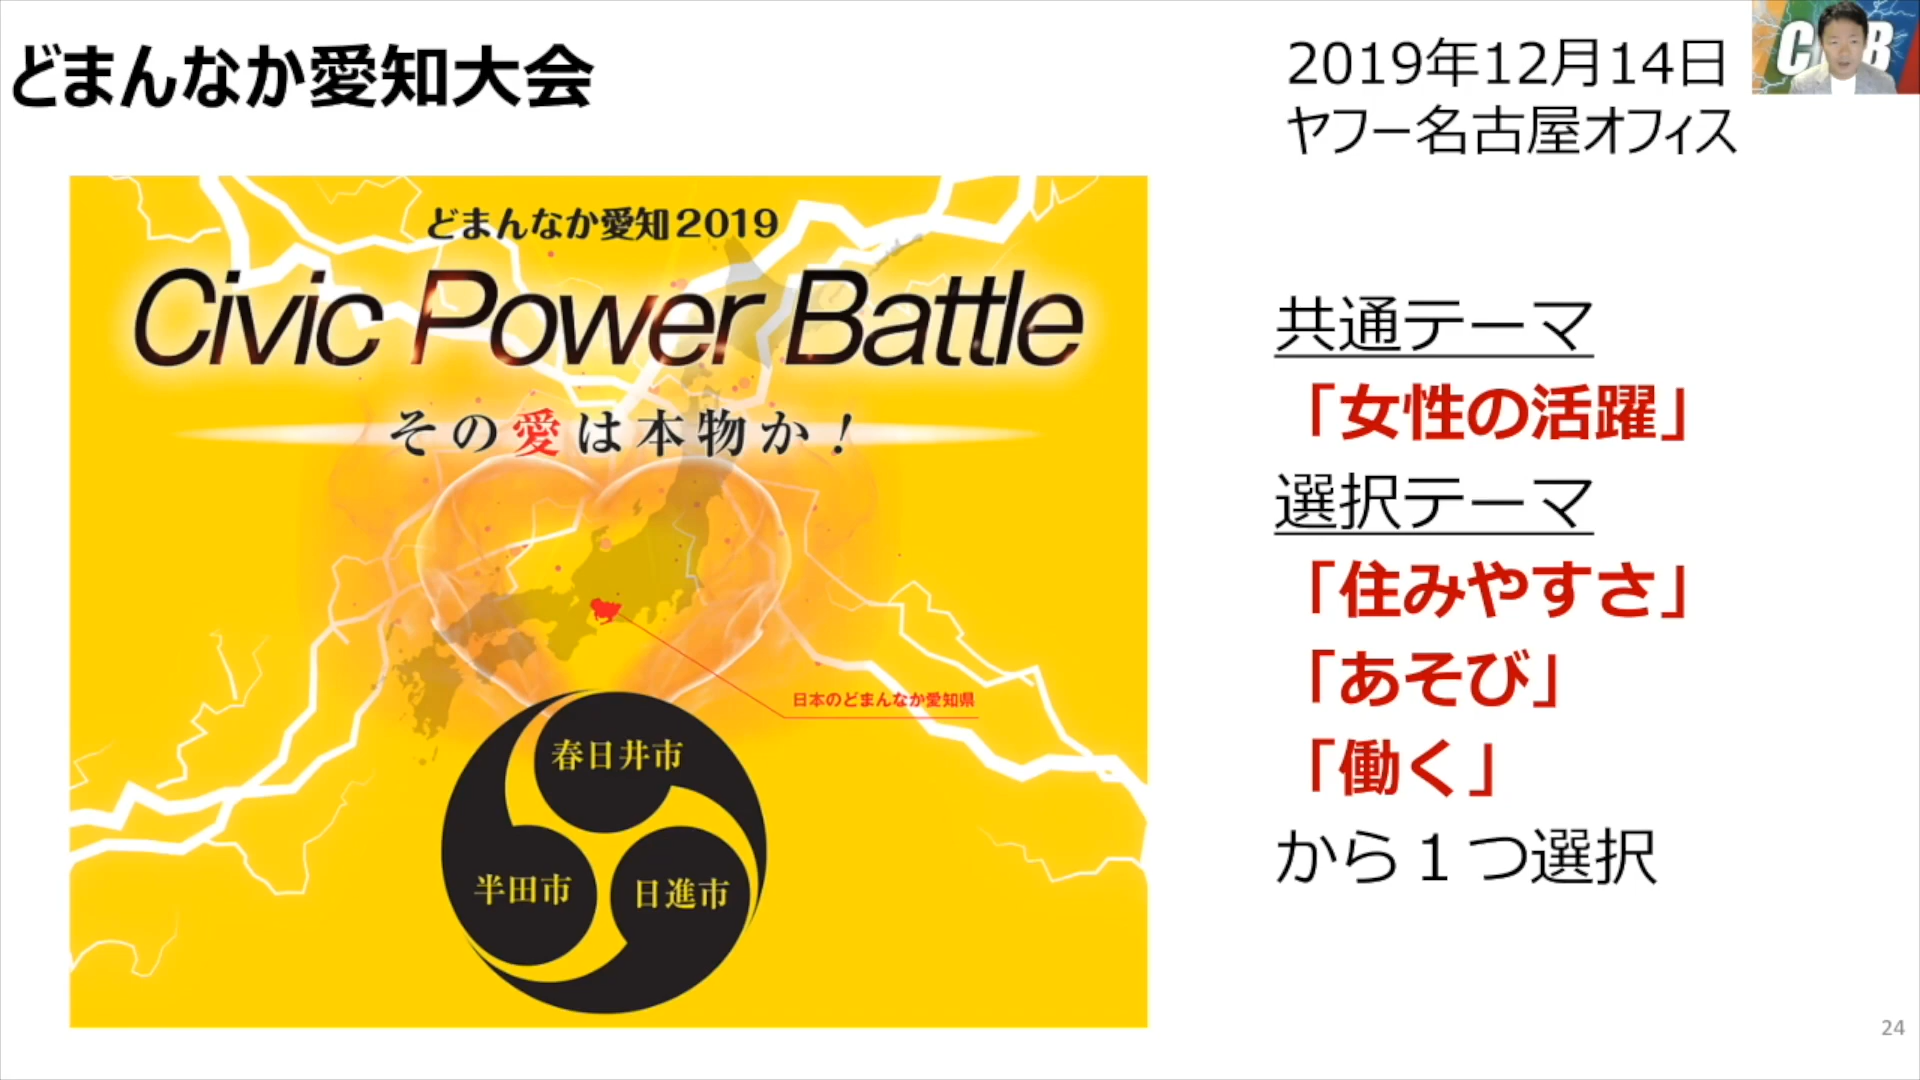 どまんなか愛知大会
2019年12月14日
ヤフー名古屋オフィス
どまんなか愛知2019
Civic Power Battle
その愛は本物か!
日本のどまんなか愛知県
春日井市
半田市
日進市
共通テーマ
「女性の活躍」
選択テーマ
「住みやすさ」
「あそび」
「働く」
から１つ選択
24